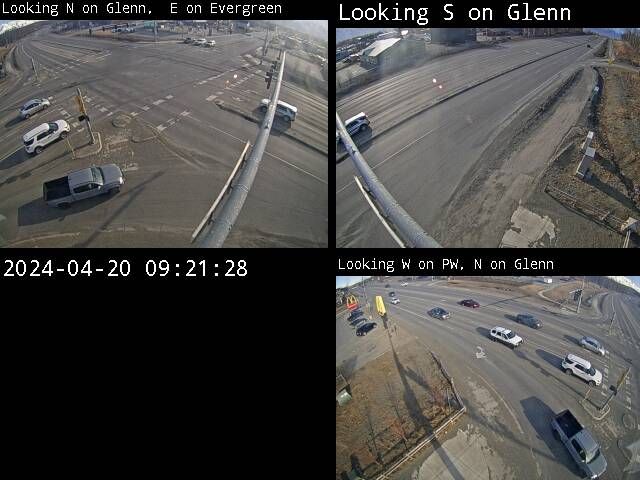 Looking N on Glenn,  E on Evergreen
Looking S on Glenn
2024-04-20 09:21:28
Looking W on PW, N on Glenn